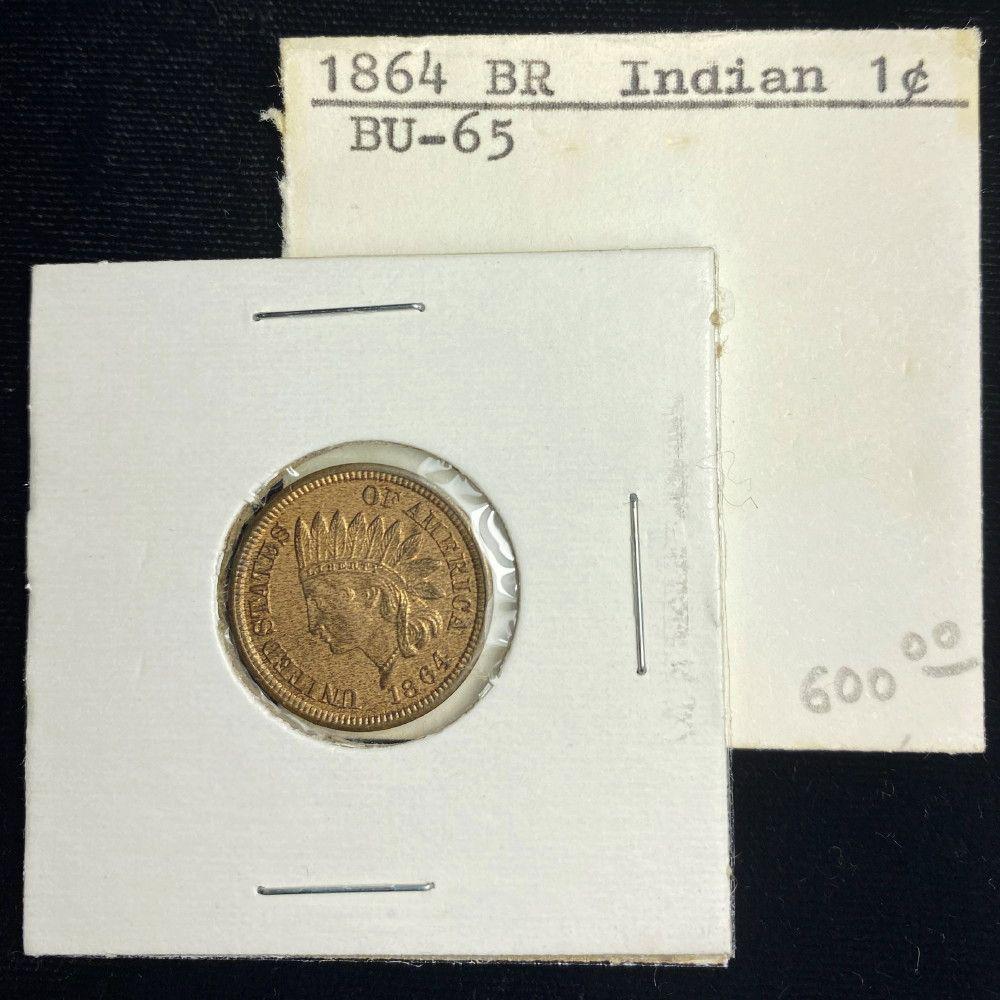 1864 BR Indian 1¢
BU-65
600 00
UNITED STATES OF AMERICA
LIBERTY
1864